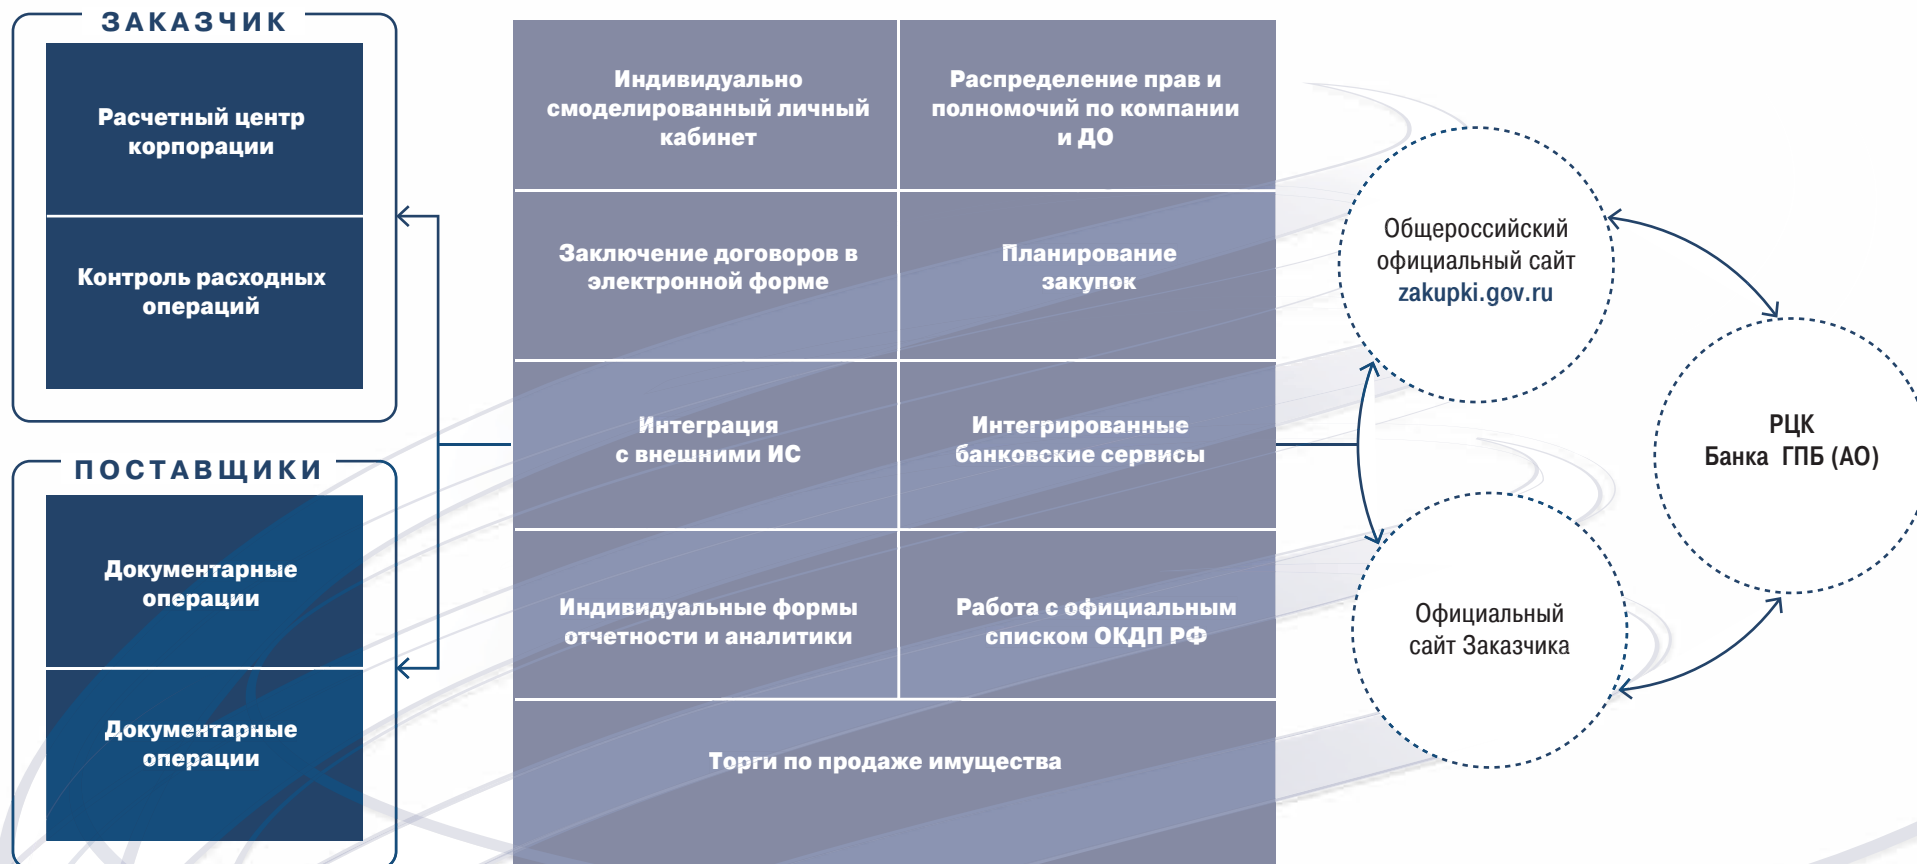 ЗАКАЗЧИК
Расчетный центр
корпорации
Контроль расходных
операций
ПОСТАВЩИКИ
Документарные
операции
Документарные
операции
Индивидуально
смоделированный личный
кабинет
Распределение прав и
полномочий по компании
и ДО
Заключение договоров в
электронной форме
Планирование
закупок
Интеграция
с внешними ИС
Интегрированные
банковские сервисы
Индивидуальные формы
отчетности и аналитики
Работа с официальным
списком ОКДП РФ
Торги по продаже имущества
Общероссийский
официальный сайт
zakupki.gov.ru
РЦК
Банка ГПБ (АО)
Официальный
сайт Заказчика